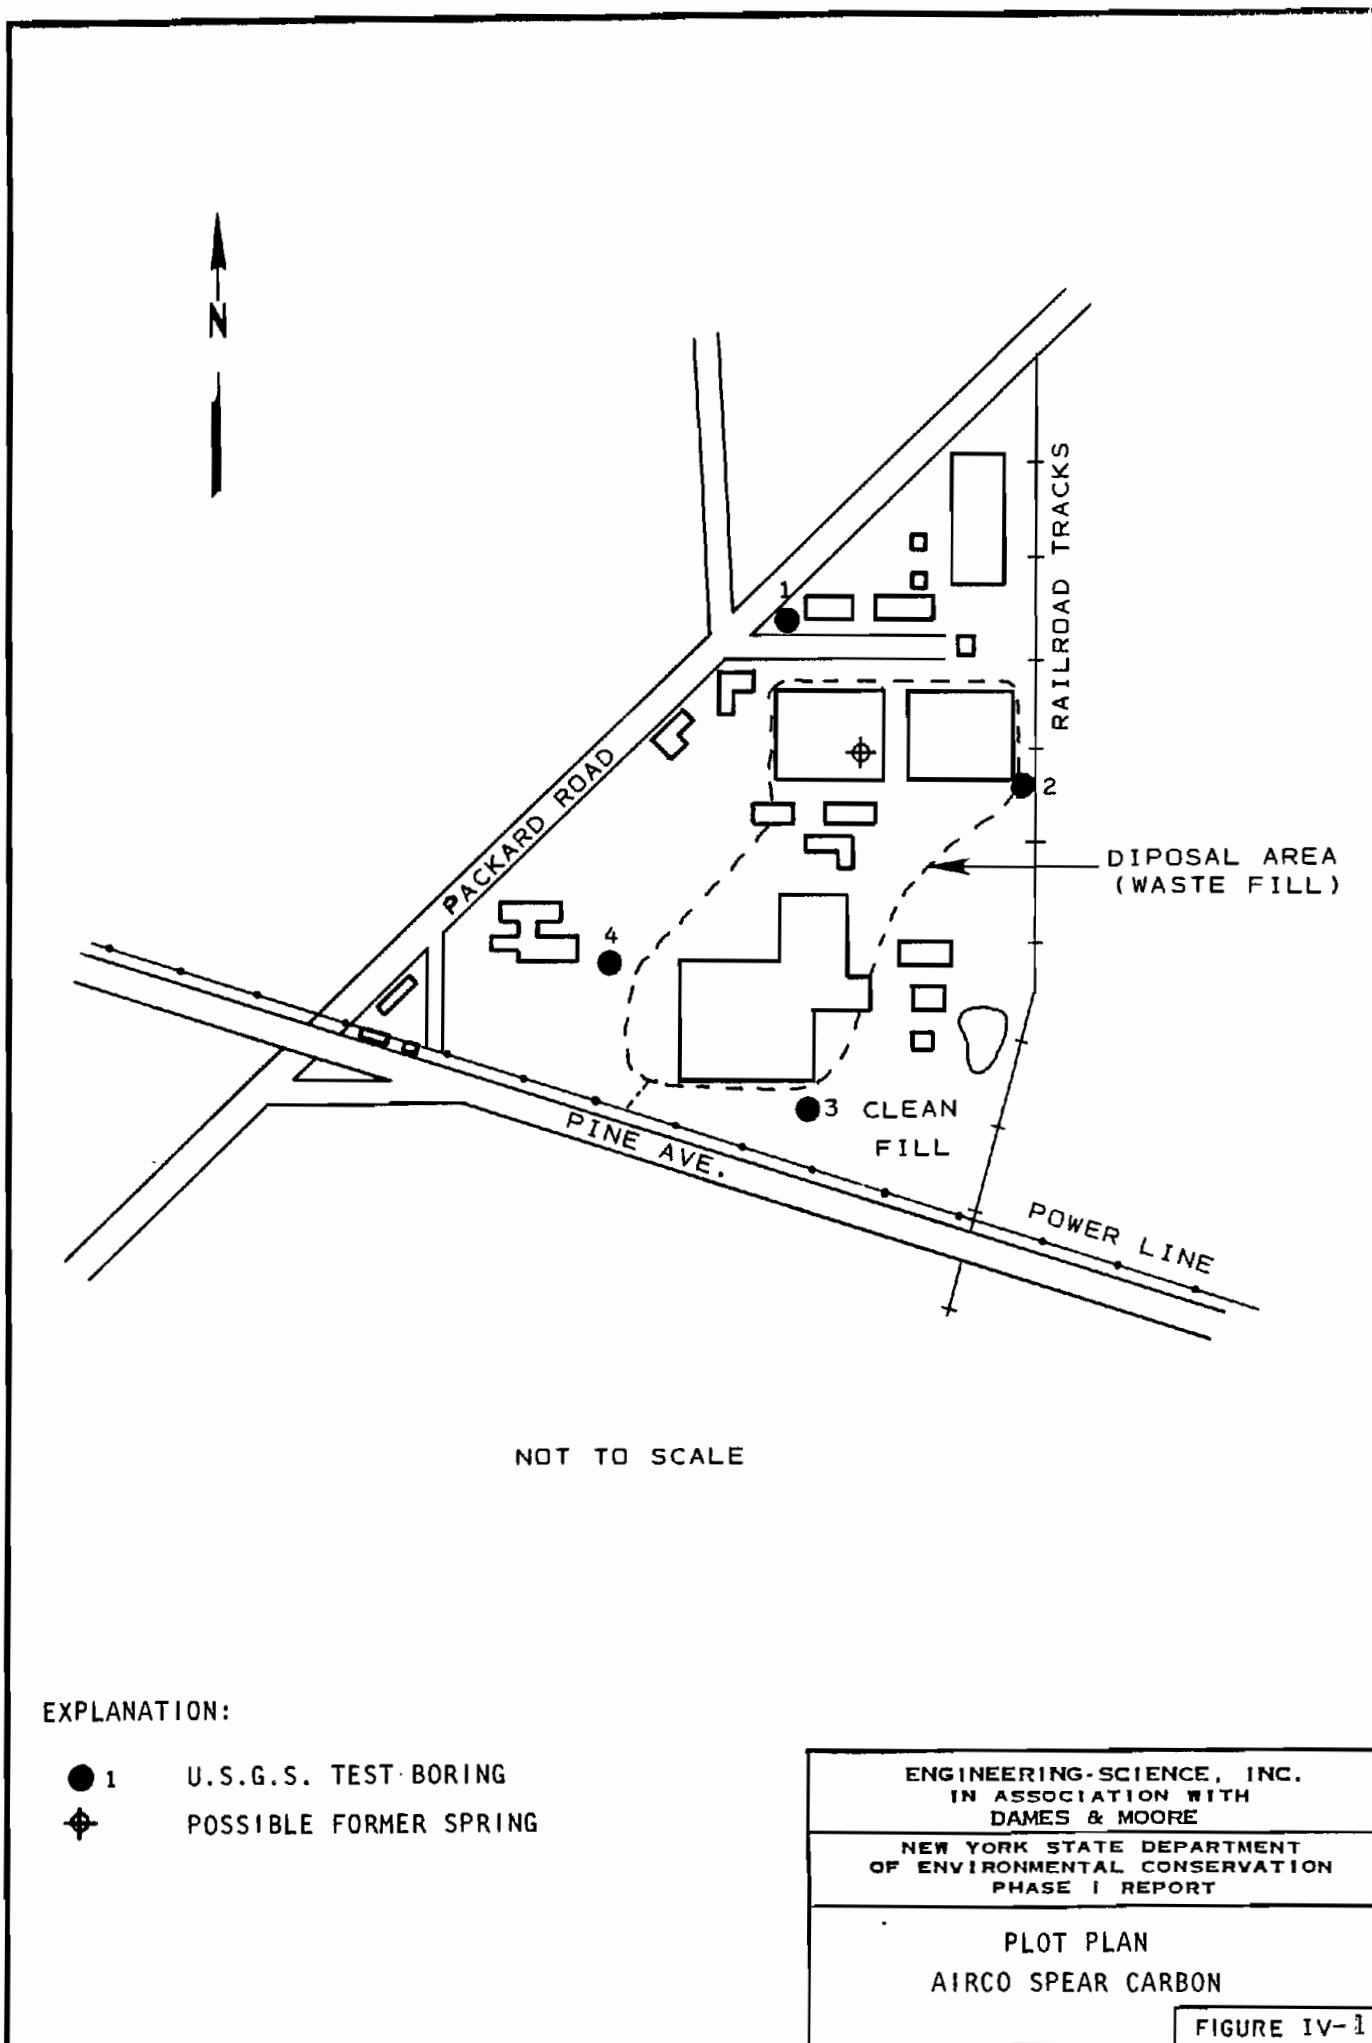 N
RAILROAD TRACKS
1
2
PACKARD ROAD
DIPOSAL AREA
(WASTE FILL)
4
3 CLEAN
FILL
PINE AVE.
POWER LINE
NOT TO SCALE
EXPLANATION:
1 U.S.G.S. TEST BORING
POSSIBLE FORMER SPRING
ENGINEERING-SCIENCE, INC.
IN ASSOCIATION WITH
DAMES & MOORE
NEW YORK STATE DEPARTMENT
OF ENVIRONMENTAL CONSERVATION
PHASE I REPORT
PLOT PLAN
AIRCO SPEAR CARBON
FIGURE IV-1